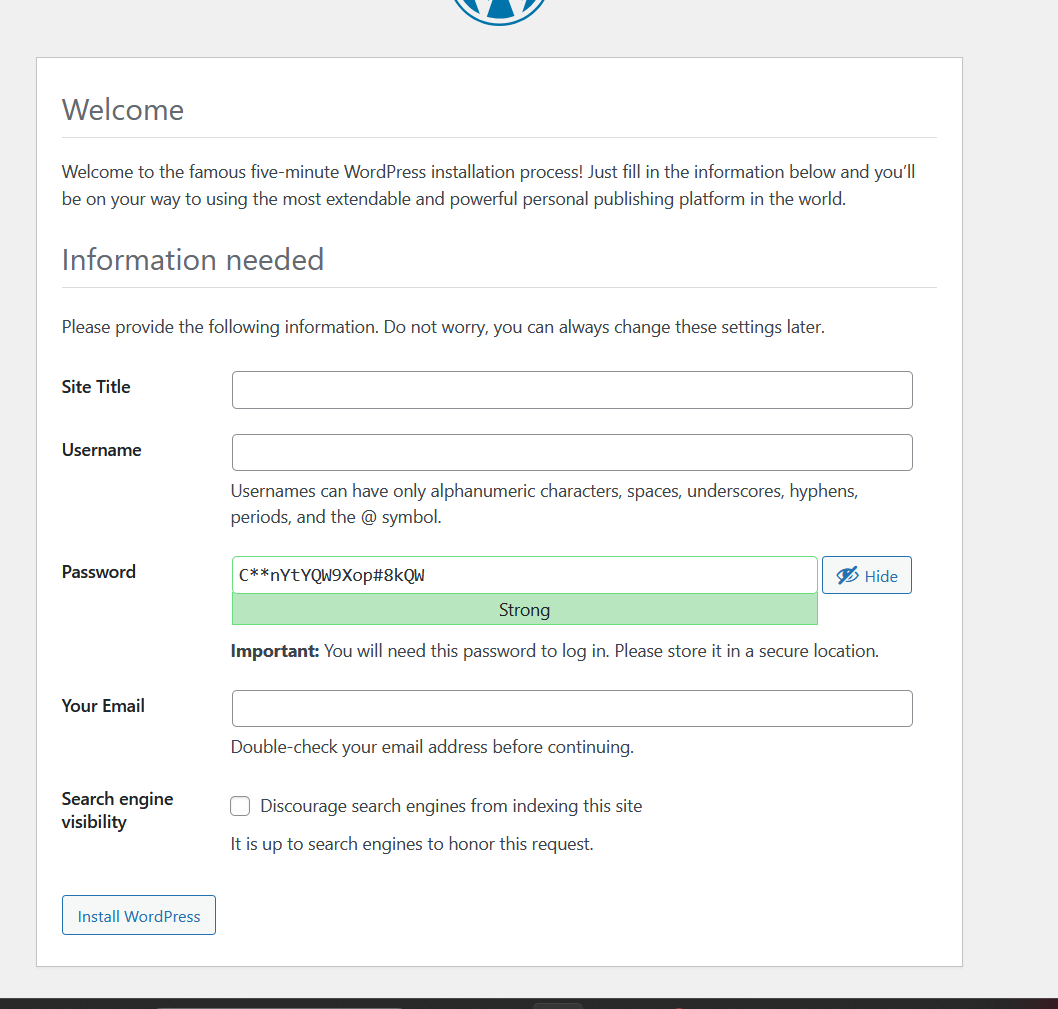 Welcome
Welcome to the famous five-minute WordPress installation process! Just fill in the information below and you’ll
be on your way to using the most extendable and powerful personal publishing platform in the world.
Information needed
Please provide the following information. Do not worry, you can always change these settings later.
Site Title
Username
Usernames can have only alphanumeric characters, spaces, underscores, hyphens,
periods, and the @ symbol.
Password
C**nYtYQW9Xop#8kQW
Hide
Strong
Important: You will need this password to log in. Please store it in a secure location.
Your Email
Double-check your email address before continuing.
Search engine
visibility
Discourage search engines from indexing this site
It is up to search engines to honor this request.
Install WordPress